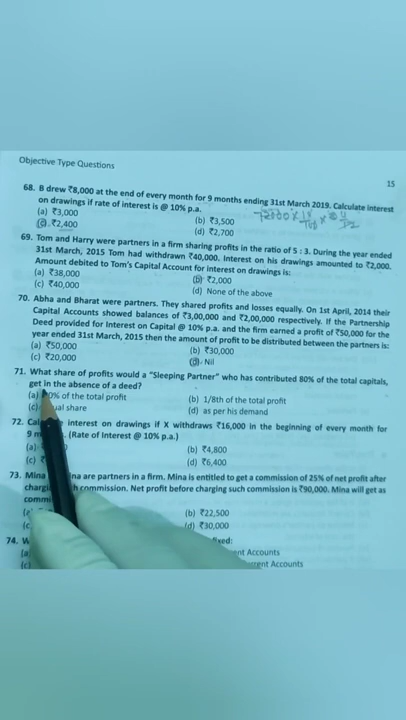 Objective Type Questions
15
68. B drew ₹8,000 at the end of every month for 9 months ending 31st March 2019. Calculate interest
on drawings if rate of interest is @ 10% p.a.
(a) ₹3,000 (b) ₹3,500
(c) ₹2,400 (d) ₹2,700
69. Tom and Harry were partners in a firm sharing profits in the ratio of 5 : 3. During the year ended
31st March, 2015 Tom had withdrawn ₹40,000. Interest on his drawings amounted to ₹2,000.
Amount debited to Tom's Capital Account for interest on drawings is:
(a) ₹38,000 (b) ₹2,000
(c) ₹40,000 (d) None of the above
70. Abha and Bharat were partners. They shared profits and losses equally. On 1st April, 2014 their
Capital Accounts showed balances of ₹3,00,000 and ₹2,00,000 respectively. If the Partnership
Deed provided for Interest on Capital @ 10% p.a. and the firm earned a profit of ₹50,000 for the
year ended 31st March, 2015 then the amount of profit to be distributed between the partners is:
(a) ₹50,000 (b) ₹30,000
(c) ₹20,000 (d) Nil
71. What share of profits would a "Sleeping Partner" who has contributed 80% of the total capitals,
get in the absence of a deed?
(a) 0% of the total profit (b) 1/8th of the total profit
(c) ual share (d) as per his demand
72. interest on drawings if X withdraws ₹16,000 in the beginning of every month for
9 (Rate of Interest @ 10% p.a.)
(a) (b) ₹4,800
(c) (d) ₹6,400
73. Mina na are partners in a firm. Mina is entitled to get a commission of 25% of net profit after
commission. Net profit before charging such commission is ₹90,000. Mina will get as
(b) ₹22,500
(d) ₹30,000
74. W
Accounts
Accounts